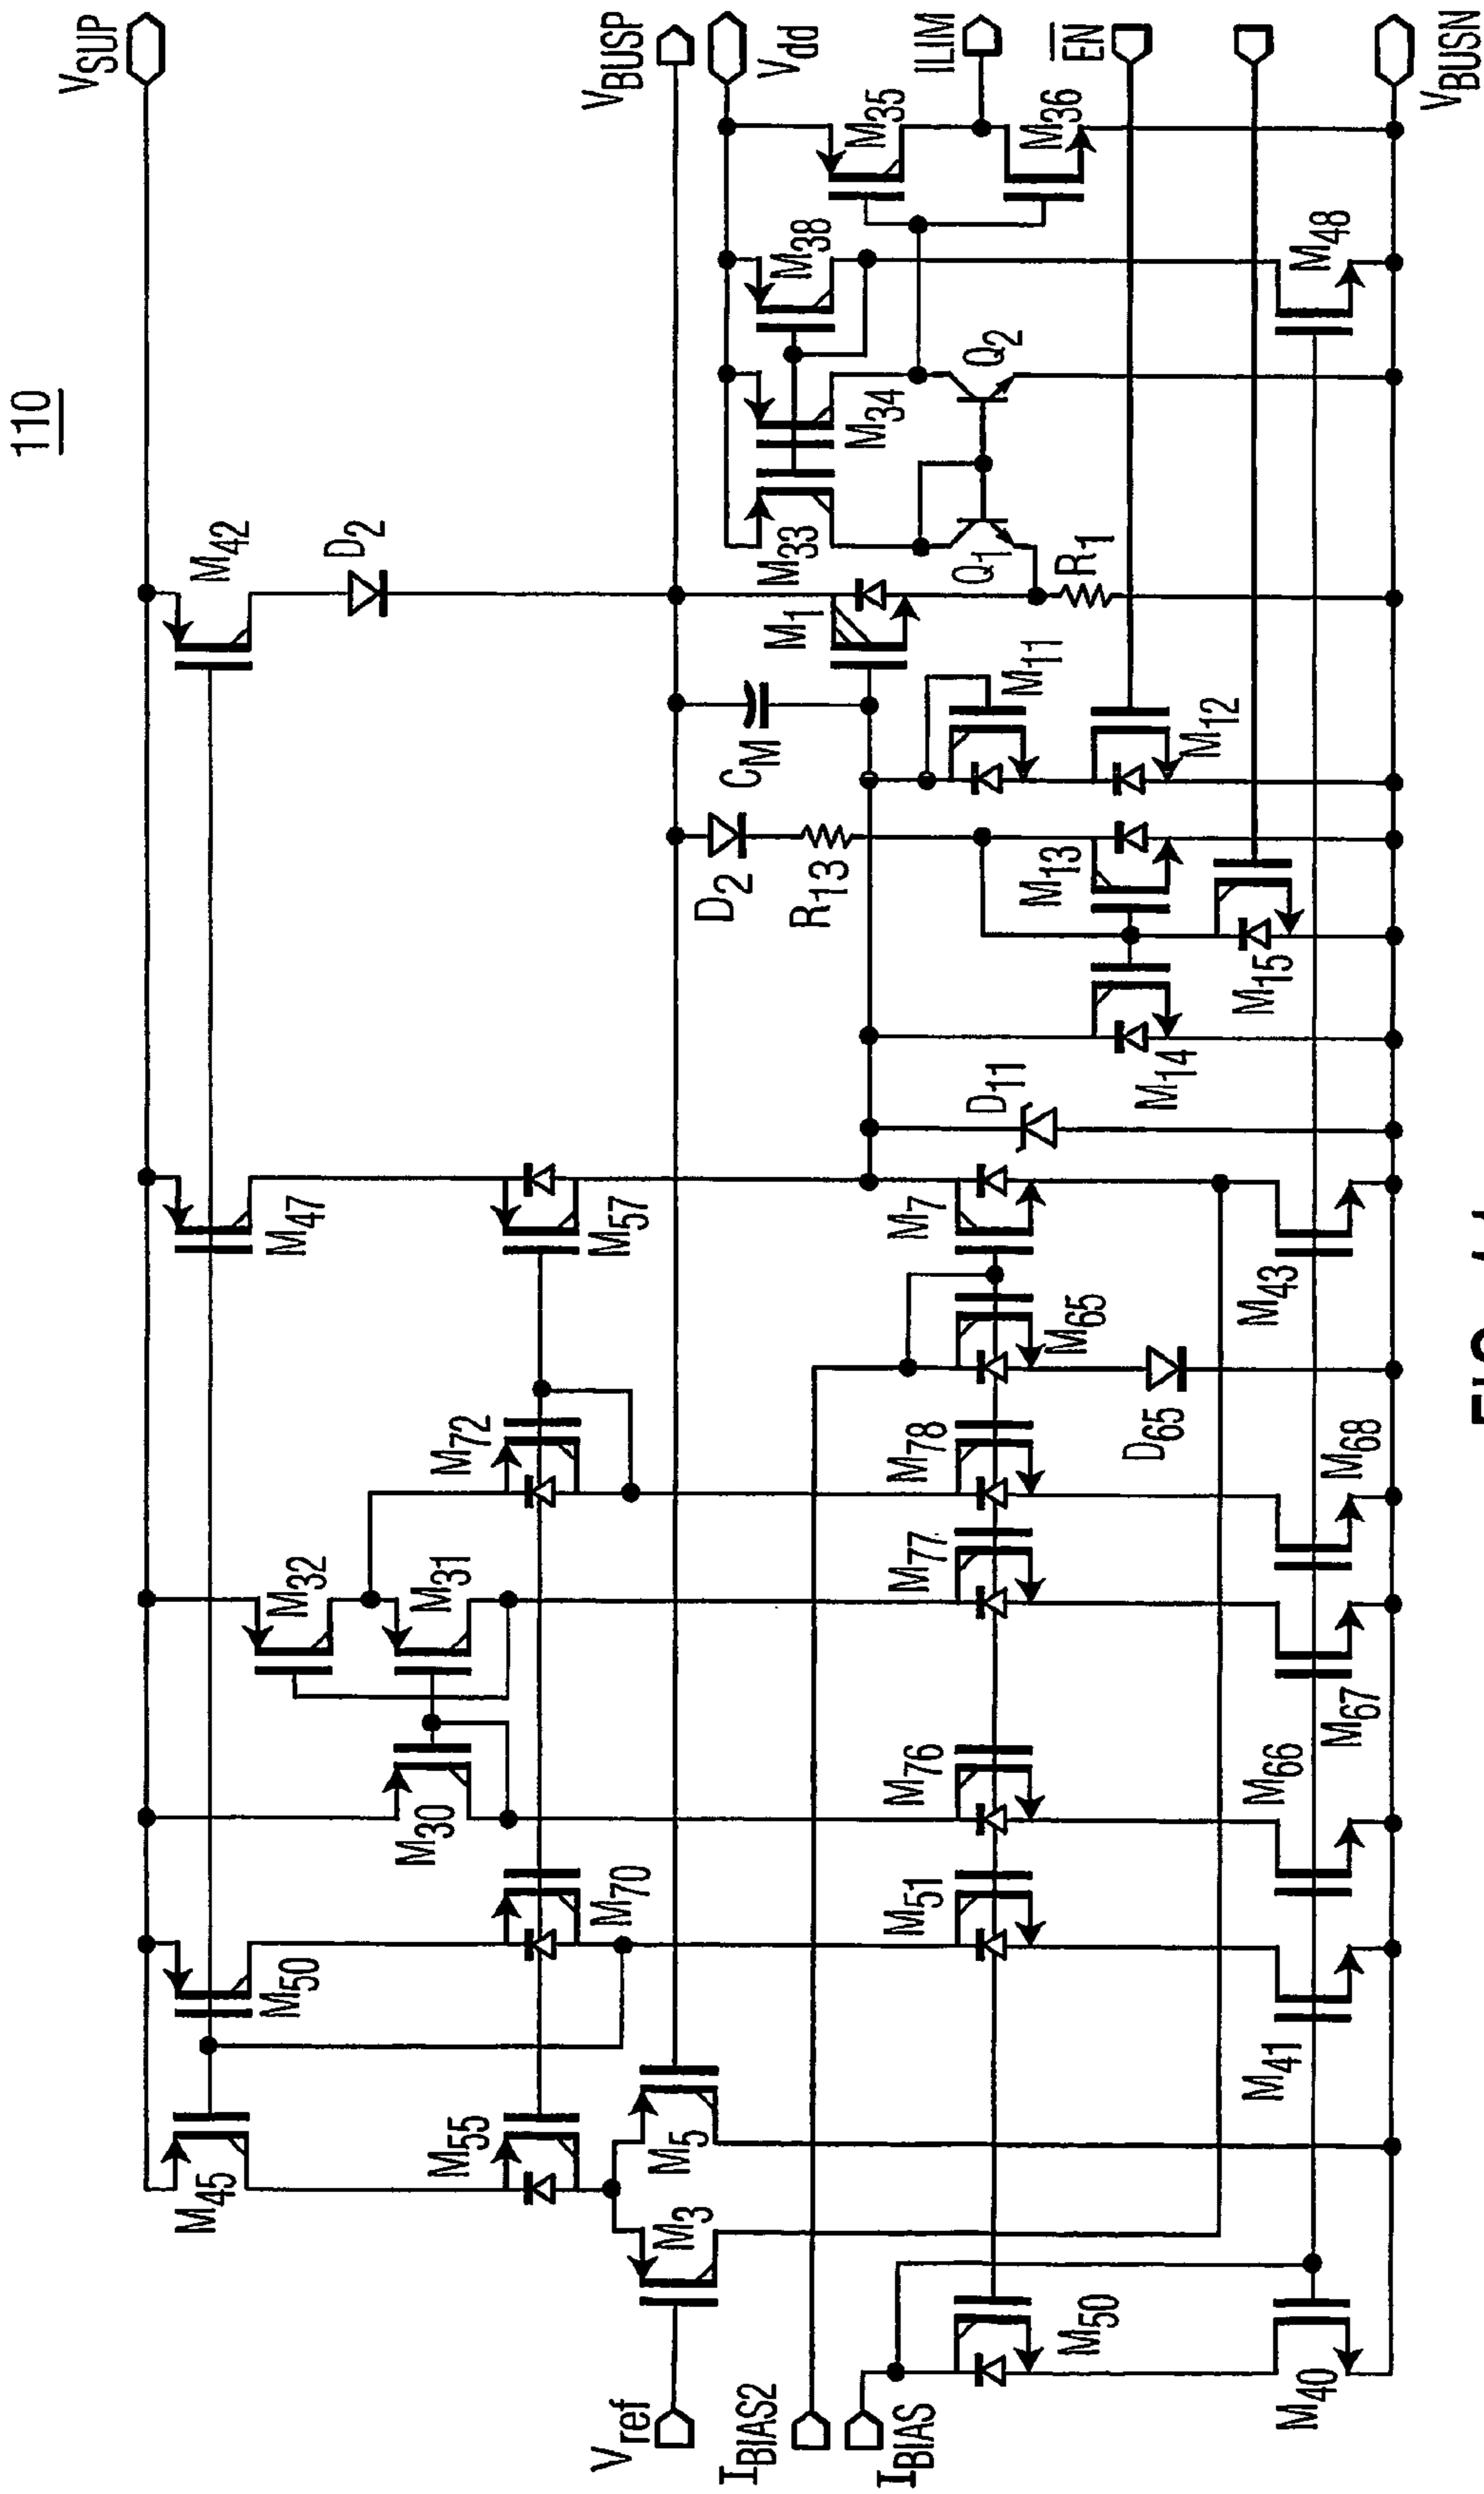 110
VSUP
VBUSP
Vdd
ILIM
EN
VBUSN
M42
D2
M38
M35
M36
M34
M33
Q2
Q1
R1
M48
M1
CM
M11
M12
D2
R13
M13
M15
M14
D11
M47
M57
M7
M43
M65
D65
M72
M78
M68
M32
M31
M77
M67
M30
M76
M66
M50
M70
M51
M41
M45
M55
M5
M3
M50
M40
Vref
IBIAS2
IBIAS